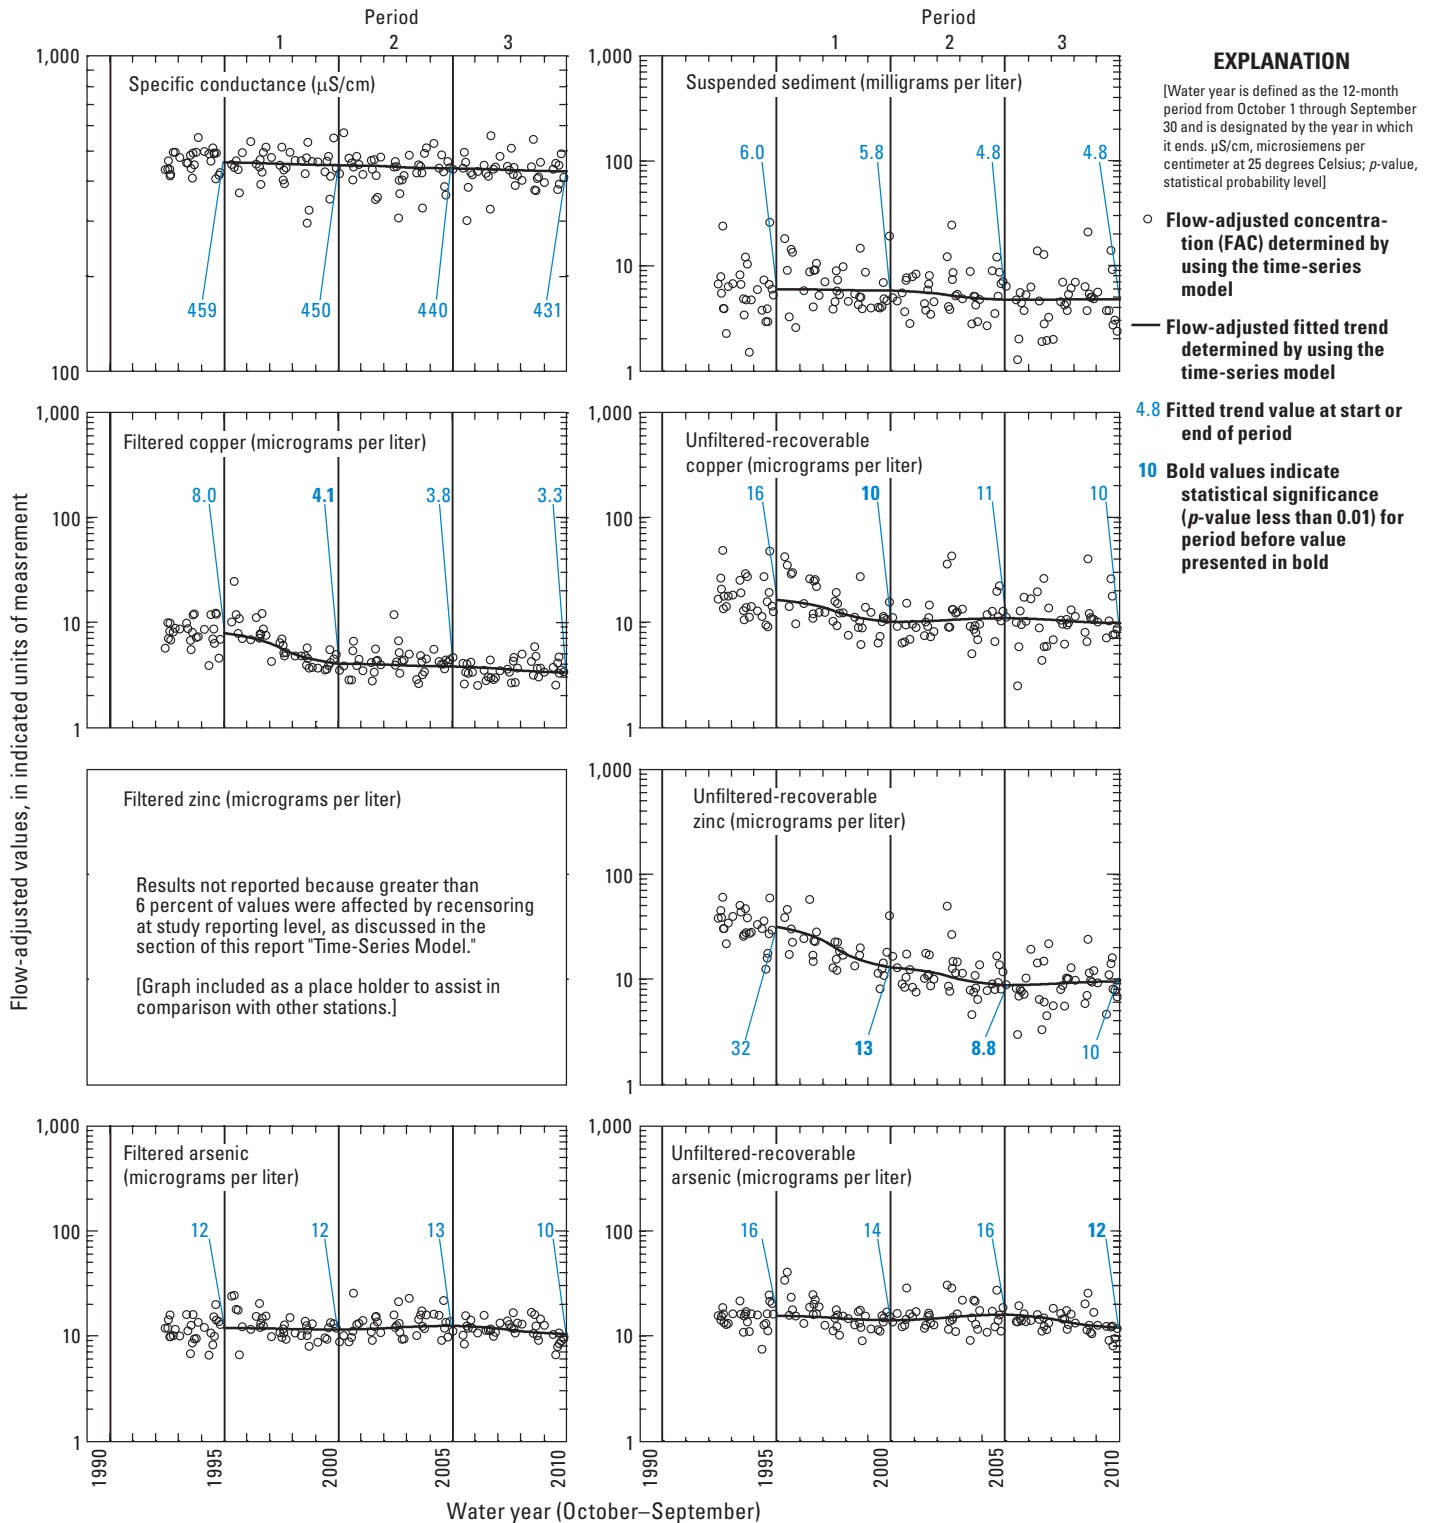 Period
1 2 3
Period
1 2 3
1,000
100
Specific conductance (µS/cm)
459 450 440 431
1,000
100
10
1
Suspended sediment (milligrams per liter)
6.0 5.8 4.8 4.8
EXPLANATION
[Water year is defined as the 12-month
period from October 1 through September
30 and is designated by the year in which
it ends. µS/cm, microsiemens per
centimeter at 25 degrees Celsius; p-value,
statistical probability level]
Flow-adjusted concentra-
tion (FAC) determined by
using the time-series
model
Flow-adjusted fitted trend
determined by using the
time-series model
4.8 Fitted trend value at start or
end of period
10 Bold values indicate
statistical significance
(p-value less than 0.01) for
period before value
presented in bold
Flow-adjusted values, in indicated units of measrement
1,000
100
10
1
Filtered copper (micrograms per liter)
8.0 4.1 3.8 3.3
1,000
100
10
1
Unfiltered-recoverable
copper (micrograms per liter)
16 10 11 10
Filtered zinc (micrograms per liter)
Results not reported because greater than
6 percent of values were affected by recensoring
at study reporting level, as discussed in the
section of this report "Time-Series Model."
[Graph included as a place holder to assist in
comparison with other stations.]
1,000
100
10
1
Unfiltered-recoverable
zinc (micrograms per liter)
32 13 8.8 10
1,000
100
10
1
Filtered arsenic
(micrograms per liter)
12 12 13 10
1990 1995 2000 2005 2010
1,000
100
10
1
Unfiltered-recoverable
arsenic (micrograms per liter)
16 14 16 12
1990 1995 2000 2005 2010
Water year (October–September)